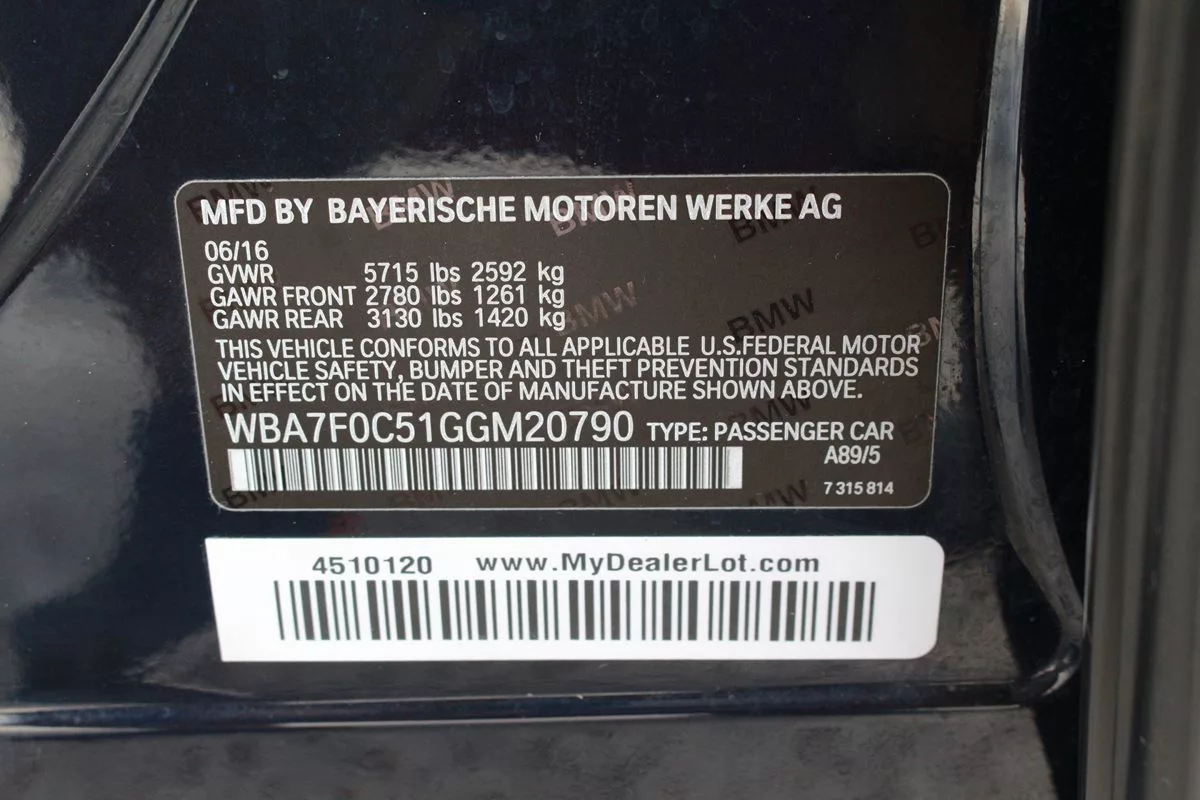 MFD BY BAYERISCHE MOTOREN WERKE AG
06/16
GVWR 5715 lbs 2592 kg
GAWR FRONT 2780 lbs 1261 kg
GAWR REAR 3130 lbs 1420 kg
THIS VEHICLE CONFORMS TO ALL APPLICABLE U.S.FEDERAL MOTOR
VEHICLE SAFETY, BUMPER AND THEFT PREVENTION STANDARDS
IN EFFECT ON THE DATE OF MANUFACTURE SHOWN ABOVE.
WBA7F0C51GGM20790 TYPE: PASSENGER CAR
A89/5
7 315 814
4510120 www.MyDealerLot.com